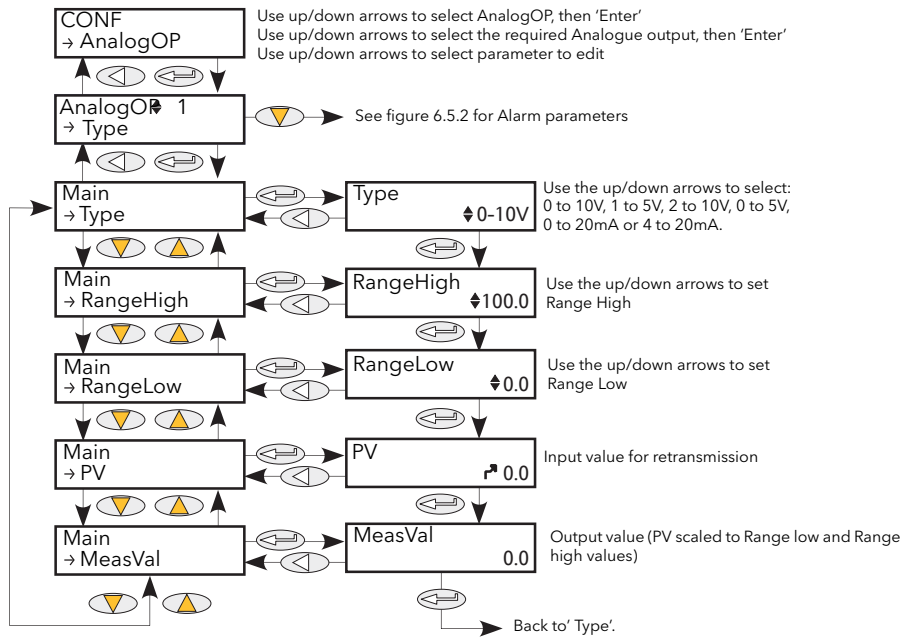 CONF
→ AnalogOP
Use up/down arrows to select AnalogOP, then ‘Enter’
Use up/down arrows to select the required Analogue output, then ‘Enter’
Use up/down arrows to select parameter to edit
AnalogOP 1
→ Type
See figure 6.5.2 for Alarm parameters
Main
→ Type
Type
0-10V
Use the up/down arrows to select:
0 to 10V, 1 to 5V, 2 to 10V, 0 to 5V,
0 to 20mA or 4 to 20mA.
Main
→ RangeHigh
RangeHigh
100.0
Use the up/down arrows to set
Range High
Main
→ RangeLow
RangeLow
0.0
Use the up/down arrows to set
Range Low
Main
→ PV
PV
0.0
Input value for retransmission
Main
→ MeasVal
MeasVal
0.0
Output value (PV scaled to Range low and Range
high values)
Back to’ Type’.